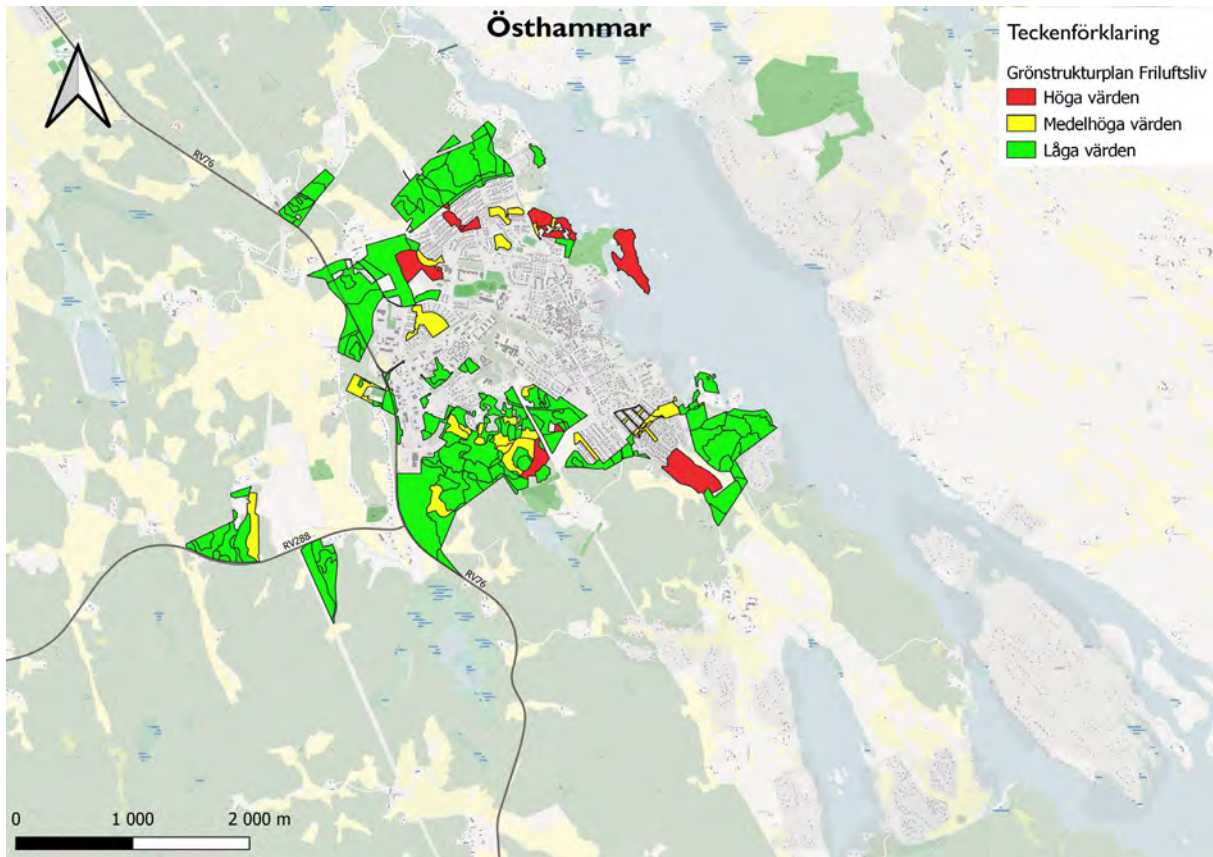 Östhammar
Teckenförklaring
Grönstrukturplan Friluftsliv
Höga värden
Medelhöga värden
Låga värden
RV76
RV288
RV76
0 1 000 2 000 m